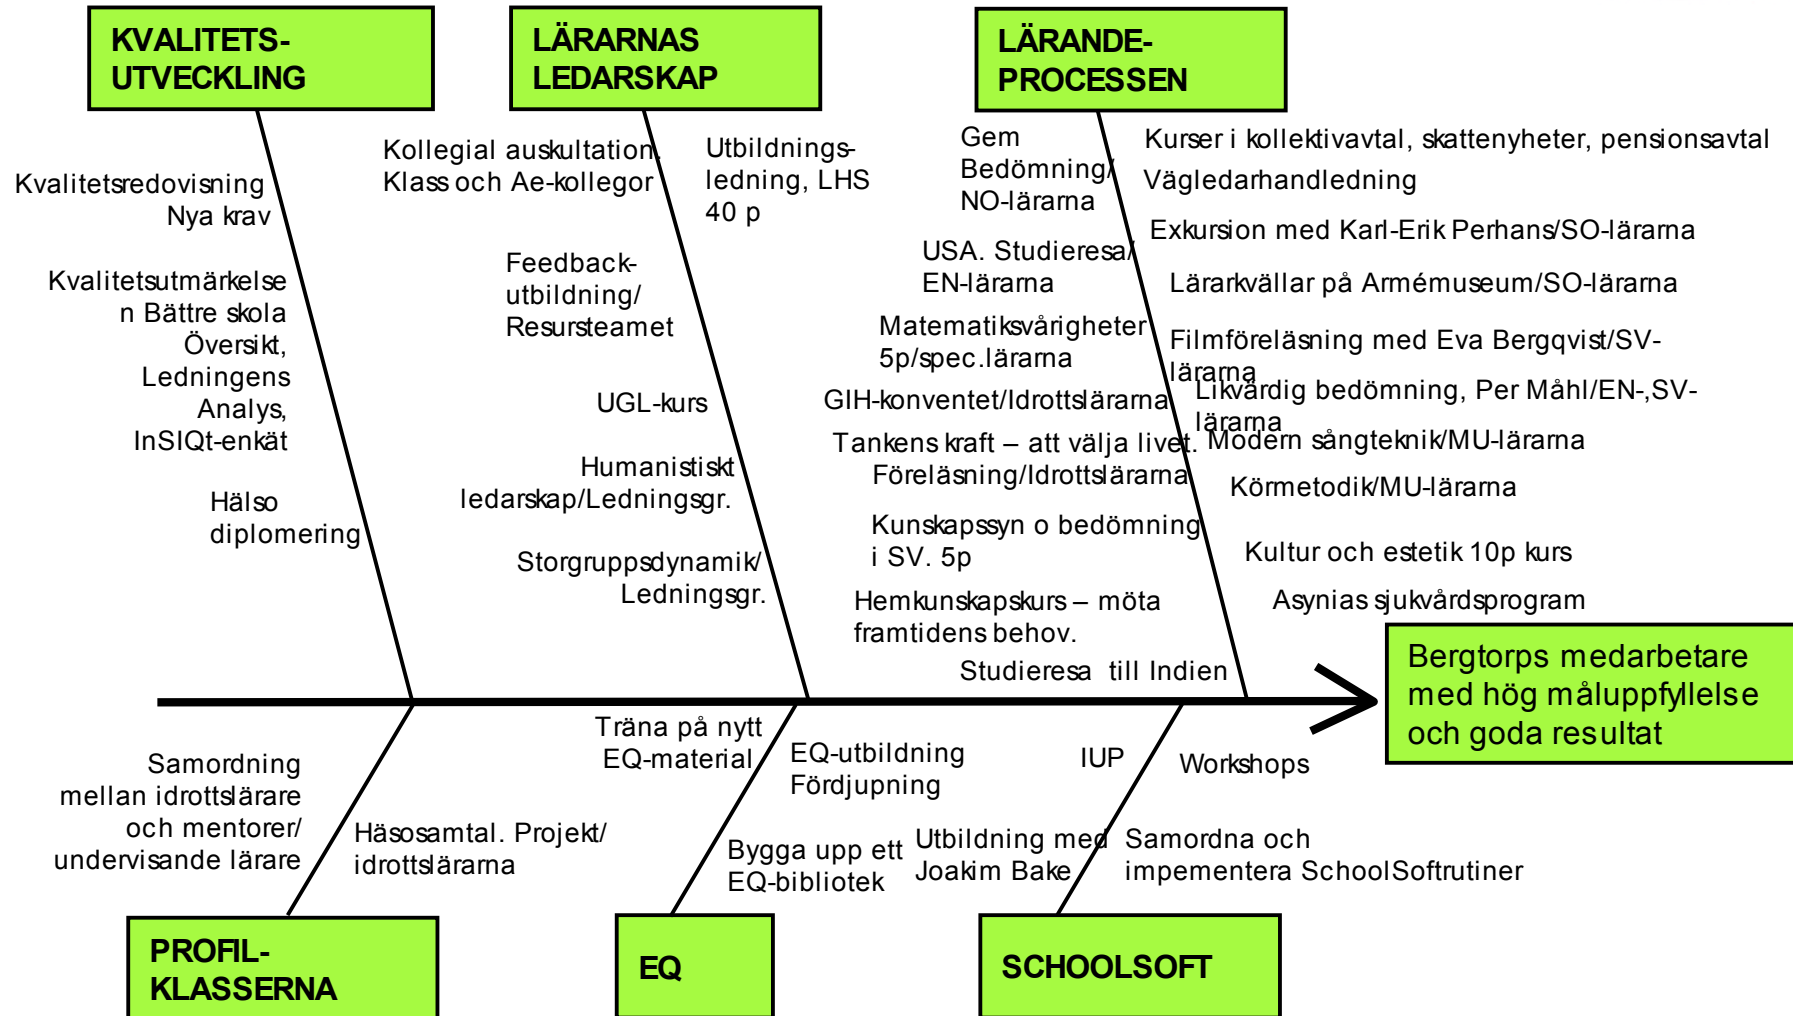 KVALITETS-
UTVECKLING
LÄRARNAS
LEDARSKAP
LÄRANDE-
PROCESSEN
Kvalitetsredovisning
Nya krav
Kvalitetsutmärkelse
n Bättre skola
Översikt,
Ledningens
Analys,
InSIQt-enkät
Hälso
diplomering
Kollegial auskultation.
Klass och Ae-kollegor
Utbildnings-
ledning, LHS
40 p
Feedback-
utbildning/
Resursteamet
UGL-kurs
Humanistiskt
ledarskap/Ledningsgr.
Storgruppsdynamik/
Ledningsgr.
Gem
Bedömning/
NO-lärarna
USA. Studieresa/
EN-lärarna
Matematiksvårigheter
5p/spec.lärarna
GIH-konventet/Idrottslärarna
Tankens kraft – att välja livet.
Föreläsning/Idrottslärarna
Kunskapssyn o bedömning
i SV. 5p
Hemkunskapskurs – möta
framtidens behov.
Studieresa till Indien
Kurser i kollektivavtal, skattenyheter, pensionsavtal
Vägledarhandledning
Exkursion med Karl-Erik Perhans/SO-lärarna
Lärarkvällar på Armémuseum/SO-lärarna
Filmföreläsning med Eva Bergqvist/SV-
lärarna
Likvärdig bedömning, Per Måhl/EN-,SV-
lärarna
Modern sångteknik/MU-lärarna
Körmetodik/MU-lärarna
Kultur och estetik 10p kurs
Asynias sjukvårdsprogram
Bergtorps medarbetare
med hög måluppfyllelse
och goda resultat
Samordning
mellan idrottslärare
och mentorer/
undervisande lärare
Häsosamtal. Projekt/
idrottslärarna
Träna på nytt
EQ-material
EQ-utbildning
Fördjupning
Bygga upp ett
EQ-bibliotek
IUP
Workshops
Utbildning med
Joakim Bake
Samordna och
impementera SchoolSoftrutiner
PROFIL-
KLASSERNA
EQ
SCHOOLSOFT